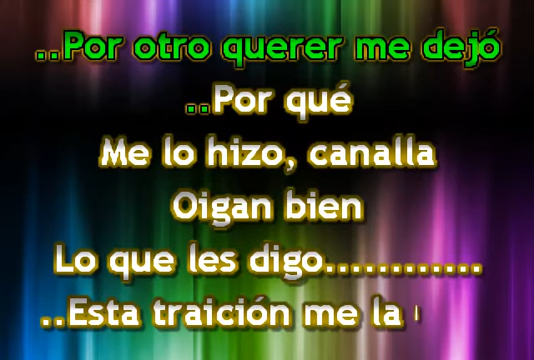 ..Por otro querer me dejó
..Por qué
Me lo hizo, canalla
Oigan bien
Lo que les digo............
..Esta traición me la